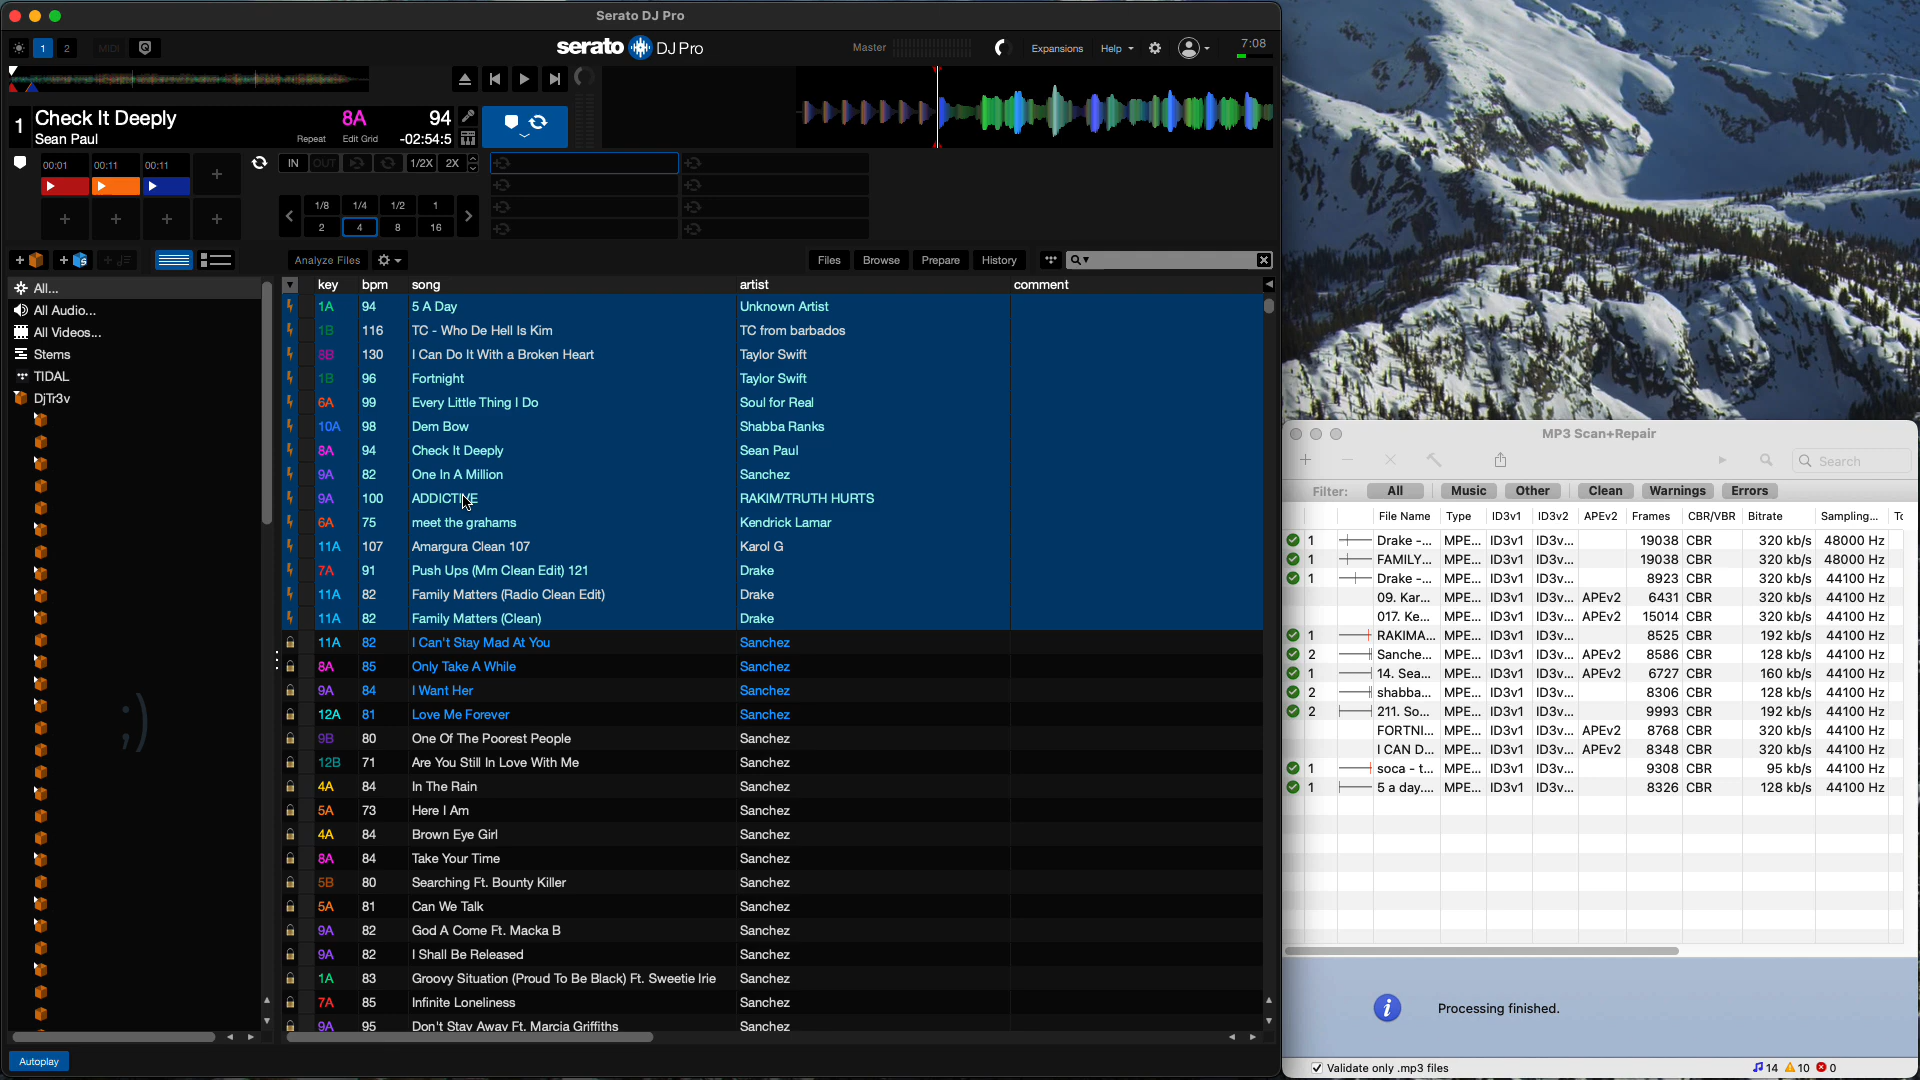 Serato DJ Pro
1 2 MIDI
serato DJ Pro
Master
Expansions Help 7:08
1 Check It Deeply 8A 94
Sean Paul Repeat Edit Grid -02:54:5
00:01 00:11 00:11
IN OUT 1/2X 2X
1/8 1/4 1/2 1
2 4 8 16
Analyze Files Files Browse Prepare History
All...
All Audio...
All Videos...
Stems
TIDAL
DjTr3v
;)
Autoplay
key bpm song artist comment
1A 94 5 A Day Unknown Artist
1B 116 TC - Who De Hell Is Kim TC from barbados
8B 130 I Can Do It With a Broken Heart Taylor Swift
1B 96 Fortnight Taylor Swift
6A 99 Every Little Thing I Do Soul for Real
10A 98 Dem Bow Shabba Ranks
8A 94 Check It Deeply Sean Paul
9A 82 One In A Million Sanchez
9A 100 ADDICTIVE RAKIM/TRUTH HURTS
6A 75 meet the grahams Kendrick Lamar
11A 107 Amargura Clean 107 Karol G
7A 91 Push Ups (Mm Clean Edit) 121 Drake
11A 82 Family Matters (Radio Clean Edit) Drake
11A 82 Family Matters (Clean) Drake
11A 82 I Can't Stay Mad At You Sanchez
8A 85 Only Take A While Sanchez
9A 84 I Want Her Sanchez
12A 81 Love Me Forever Sanchez
9B 80 One Of The Poorest People Sanchez
12B 71 Are You Still In Love With Me Sanchez
4A 84 In The Rain Sanchez
5A 73 Here I Am Sanchez
4A 84 Brown Eye Girl Sanchez
8A 84 Take Your Time Sanchez
5B 80 Searching Ft. Bounty Killer Sanchez
5A 81 Can We Talk Sanchez
9A 82 God A Come Ft. Macka B Sanchez
9A 82 I Shall Be Released Sanchez
1A 83 Groovy Situation (Proud To Be Black) Ft. Sweetie Irie Sanchez
7A 85 Infinite Loneliness Sanchez
9A 95 Don't Stay Away Ft. Marcia Griffiths Sanchez
MP3 Scan+Repair
Search
Filter: All Music Other Clean Warnings Errors
File Name Type ID3v1 ID3v2 APEv2 Frames CBR/VBR Bitrate Sampling... Tc
1 Drake -... MPE... ID3v1 ID3v... 19038 CBR 320 kb/s 48000 Hz
1 FAMILY... MPE... ID3v1 ID3v... 19038 CBR 320 kb/s 48000 Hz
1 Drake -... MPE... ID3v1 ID3v... 8923 CBR 320 kb/s 44100 Hz
09. Kar... MPE... ID3v1 ID3v... APEv2 6431 CBR 320 kb/s 44100 Hz
017. Ke... MPE... ID3v1 ID3v... APEv2 15014 CBR 320 kb/s 44100 Hz
1 RAKIMA... MPE... ID3v1 ID3v... 8525 CBR 192 kb/s 44100 Hz
2 Sanche... MPE... ID3v1 ID3v... APEv2 8586 CBR 128 kb/s 44100 Hz
1 14. Sea... MPE... ID3v1 ID3v... APEv2 6727 CBR 160 kb/s 44100 Hz
2 shabba... MPE... ID3v1 ID3v... 8306 CBR 128 kb/s 44100 Hz
2 211. So... MPE... ID3v1 ID3v... 9993 CBR 192 kb/s 44100 Hz
FORTNI... MPE... ID3v1 ID3v... APEv2 8768 CBR 320 kb/s 44100 Hz
I CAN D... MPE... ID3v1 ID3v... APEv2 8348 CBR 320 kb/s 44100 Hz
1 soca - t... MPE... ID3v1 ID3v... 9308 CBR 95 kb/s 44100 Hz
1 5 a day.... MPE... ID3v1 ID3v... 8326 CBR 128 kb/s 44100 Hz
Processing finished.
Validate only .mp3 files 14 10 0